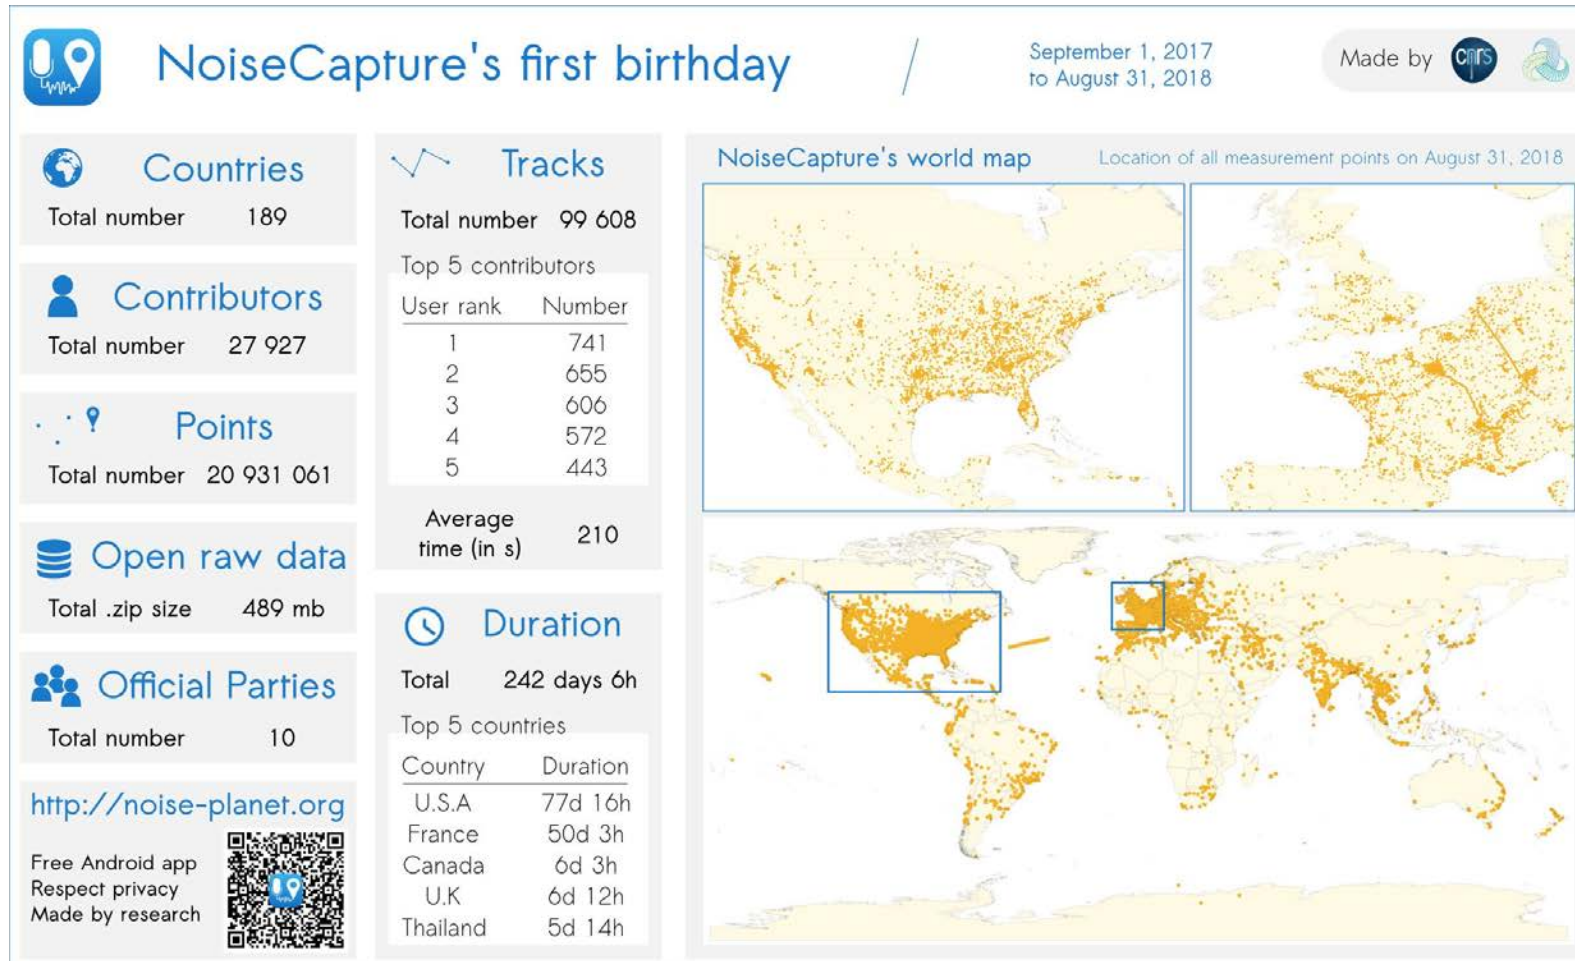 NoiseCapture's first birthday
September 1, 2017
to August 31, 2018
Made by
cnrs
Countries
Total number 189
Contributors
Total number 27 927
Points
Total number 20 931 061
Open raw data
Total .zip size 489 mb
Official Parties
Total number 10
http://noise-planet.org
Free Android app
Respect privacy
Made by research
Tracks
Total number 99 608
Top 5 contributors
User rank Number
1 741
2 655
3 606
4 572
5 443
Average
time (in s) 210
Duration
Total 242 days 6h
Top 5 countries
Country Duration
U.S.A 77d 16h
France 50d 3h
Canada 6d 3h
U.K 6d 12h
Thailand 5d 14h
NoiseCapture's world map
Location of all measurement points on August 31, 2018